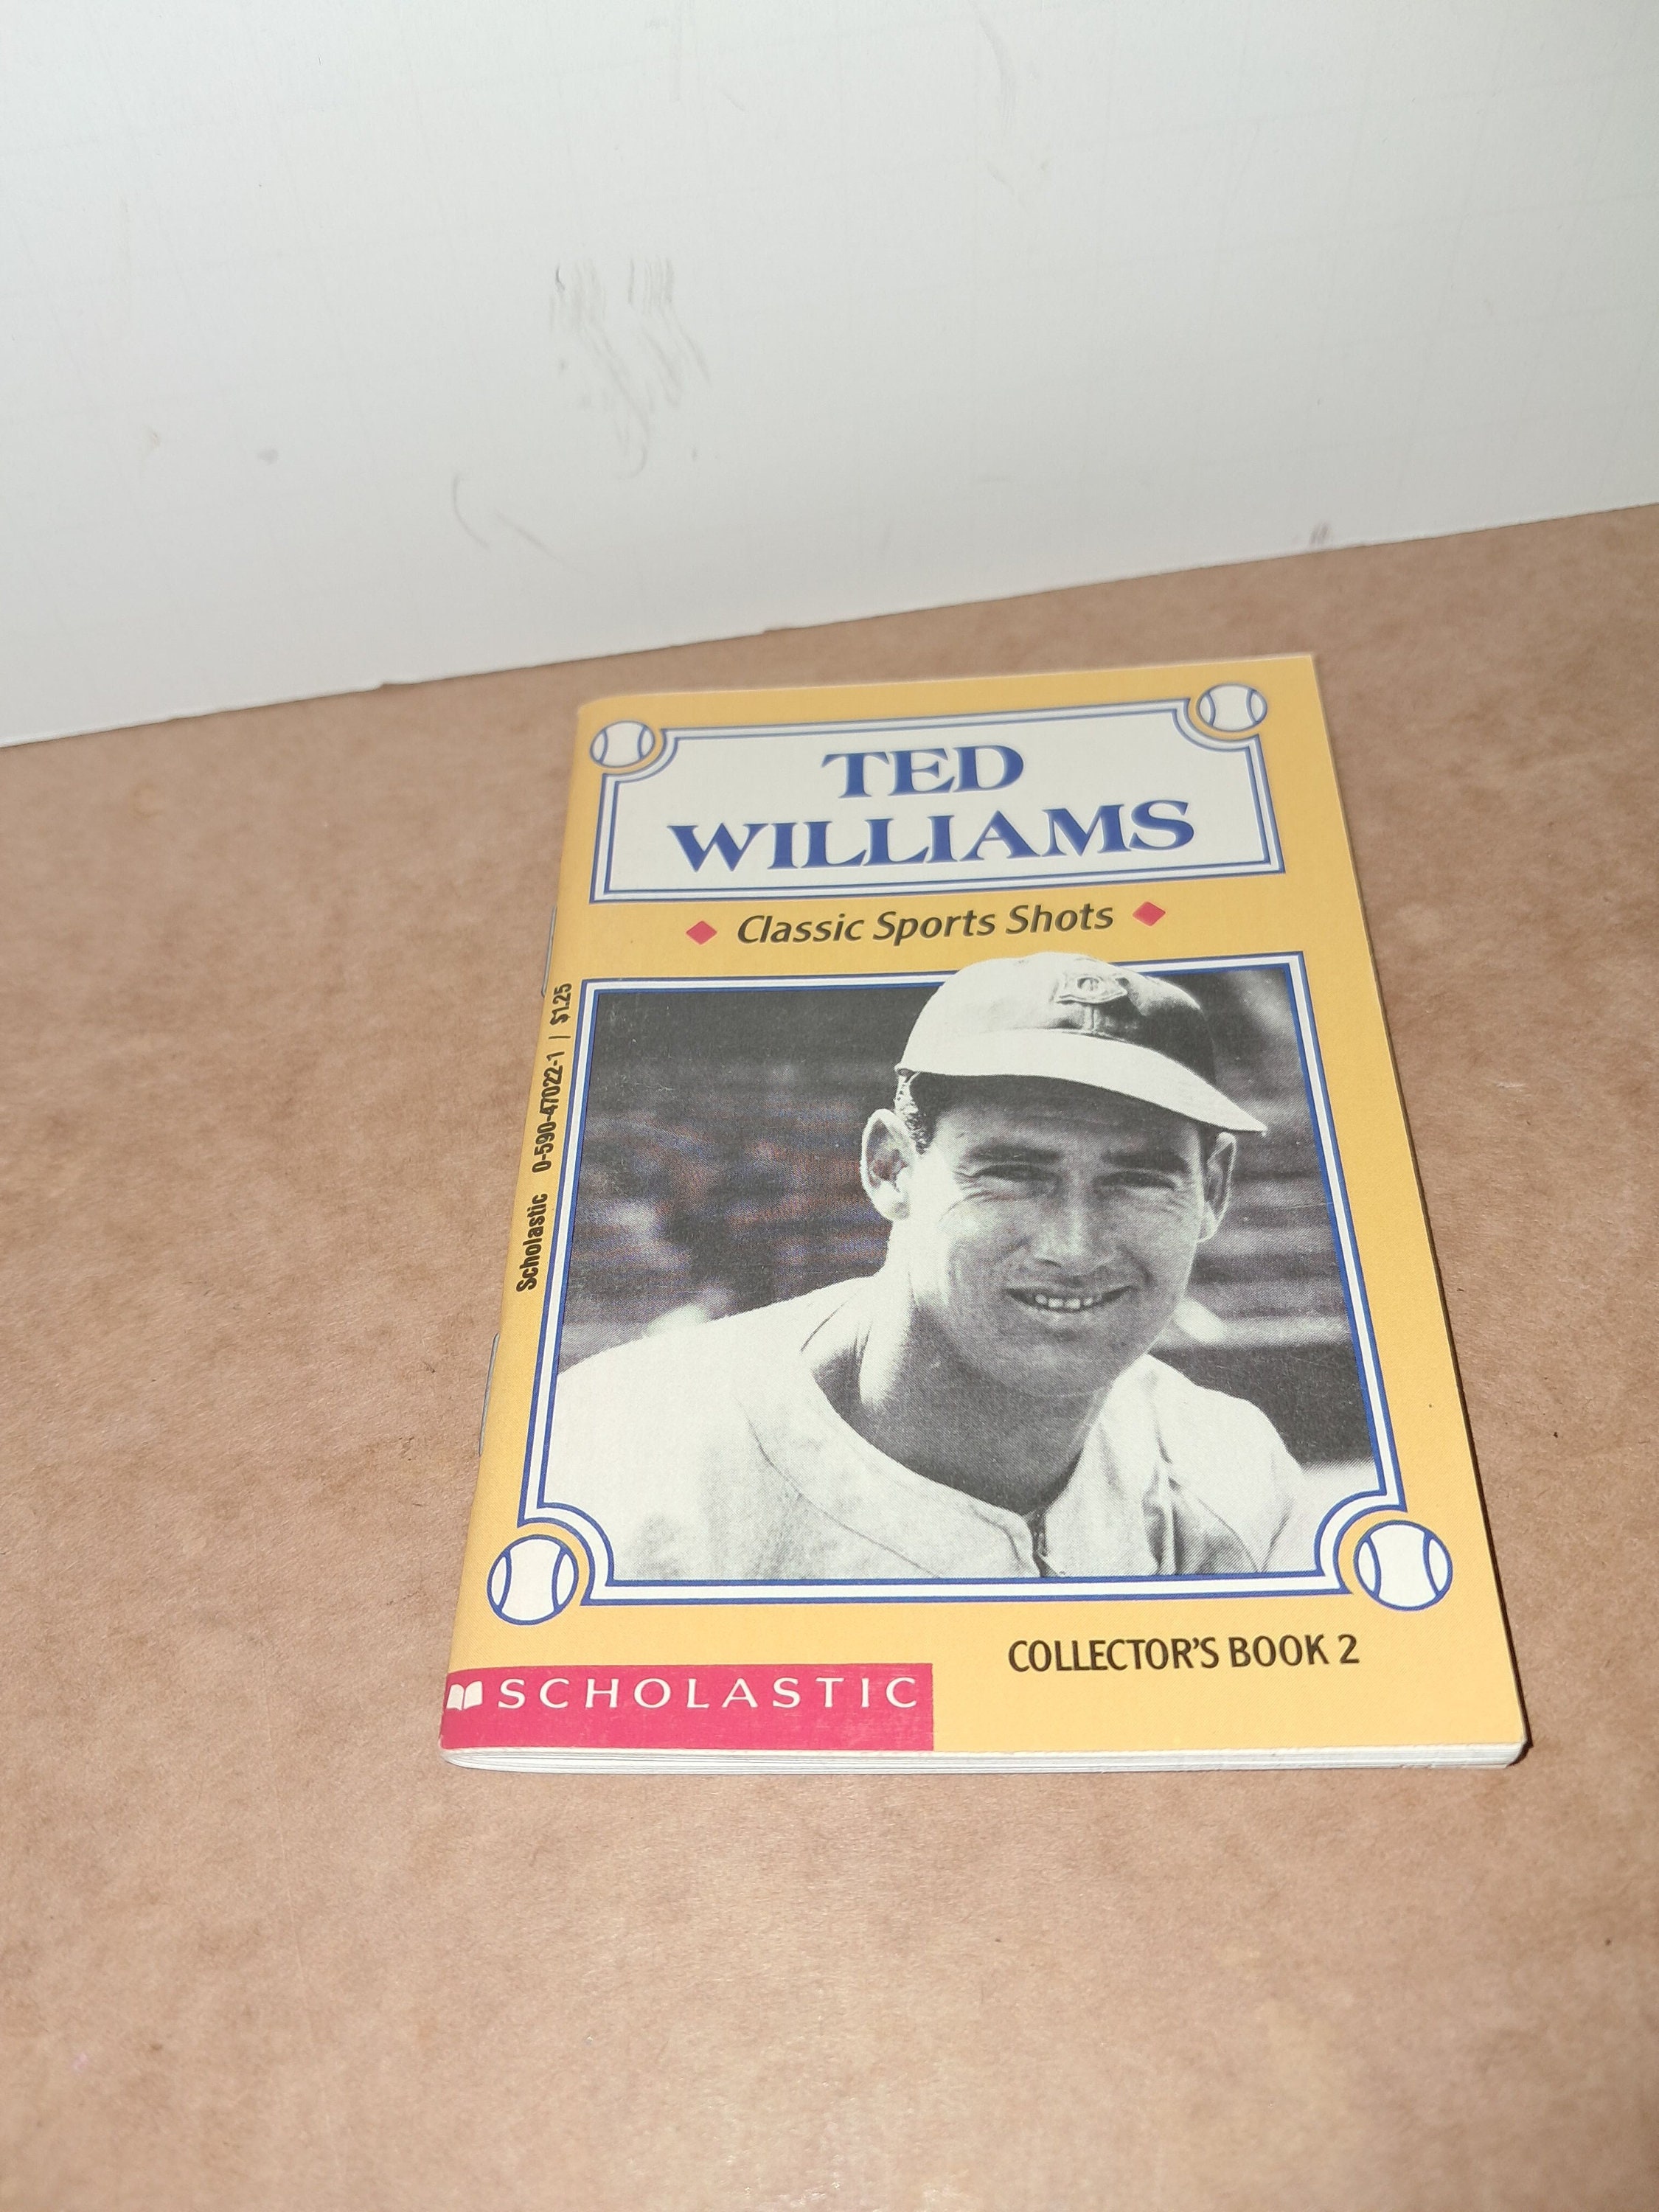 TED
WILLIAMS
Classic Sports Shots
Scholastic 0-590-47022-1 / $1.25
COLLECTOR'S BOOK 2
SCHOLASTIC